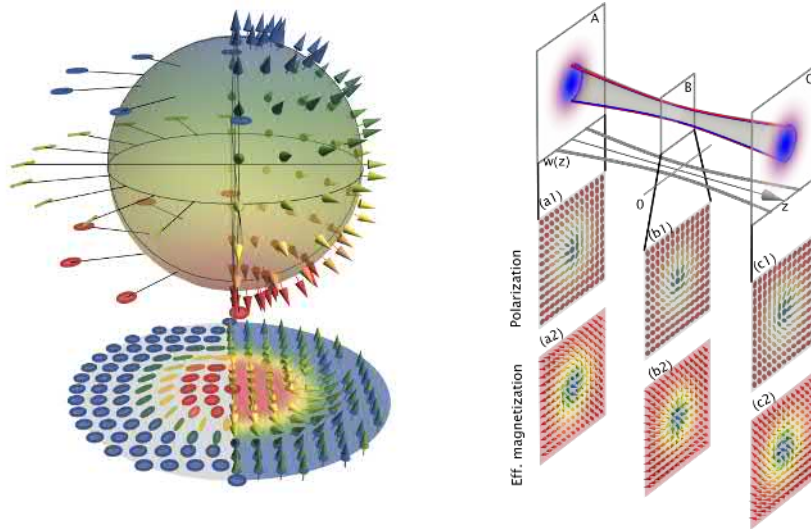 A
B
C
w(z)
0
z
Polarization
(a1)
(b1)
(c1)
Eff. magnetization
(a2)
(b2)
(c2)